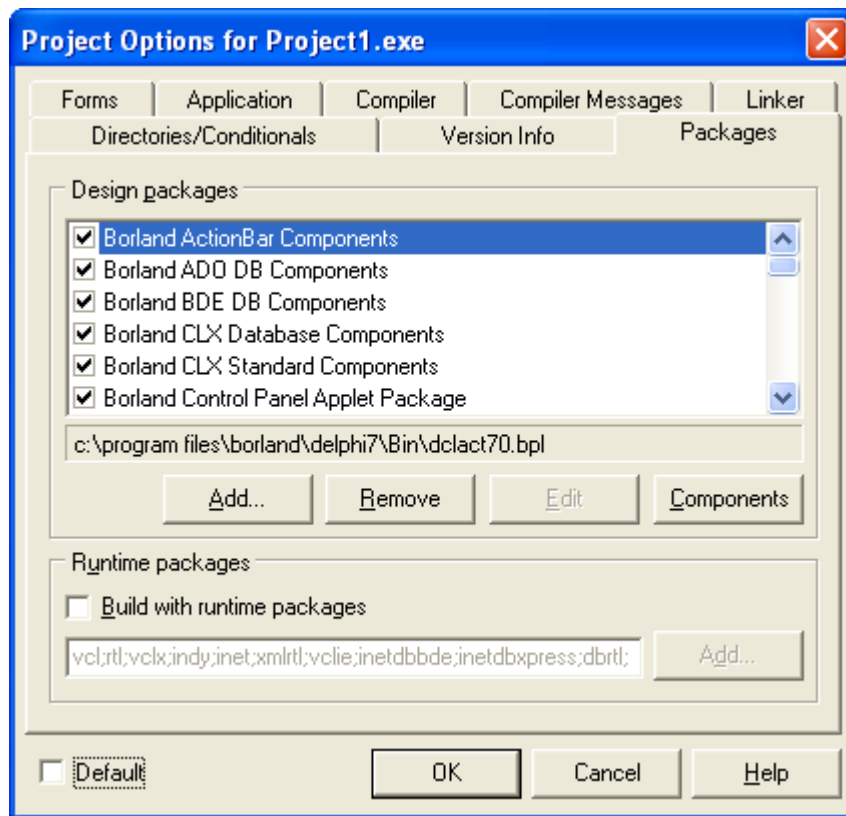 Project Options for Project1.exe
Forms Application Compiler Compiler Messages Linker
Directories/Conditionals Version Info Packages
Design packages
Borland ActionBar Components
Borland ADO DB Components
Borland BDE DB Components
Borland CLX Database Components
Borland CLX Standard Components
Borland Control Panel Applet Package
c:\program files\borland\delphi7\Bin\dclact70.bpl
Add... Remove Edit Components
Runtime packages
Build with runtime packages
vcl;rtl;vclx;indy;inet;xmlrtl;vclie;inetdbbde;inetdbxpress;dbrtl; Add...
Default OK Cancel Help